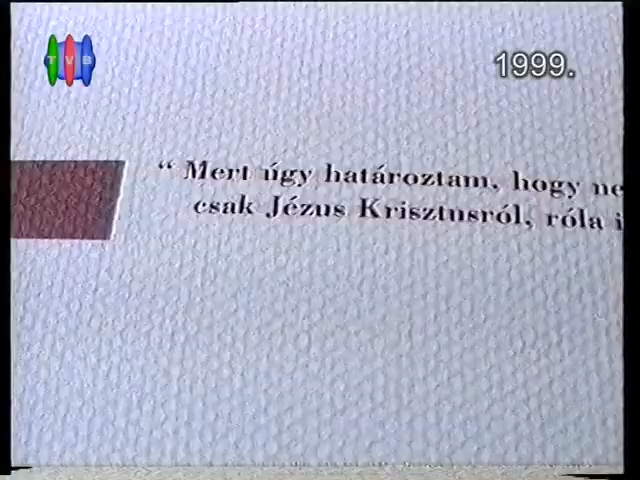 TVB
1999.
“ Mert úgy határoztam, hogy ne
csak Jézus Krisztusról, róla i